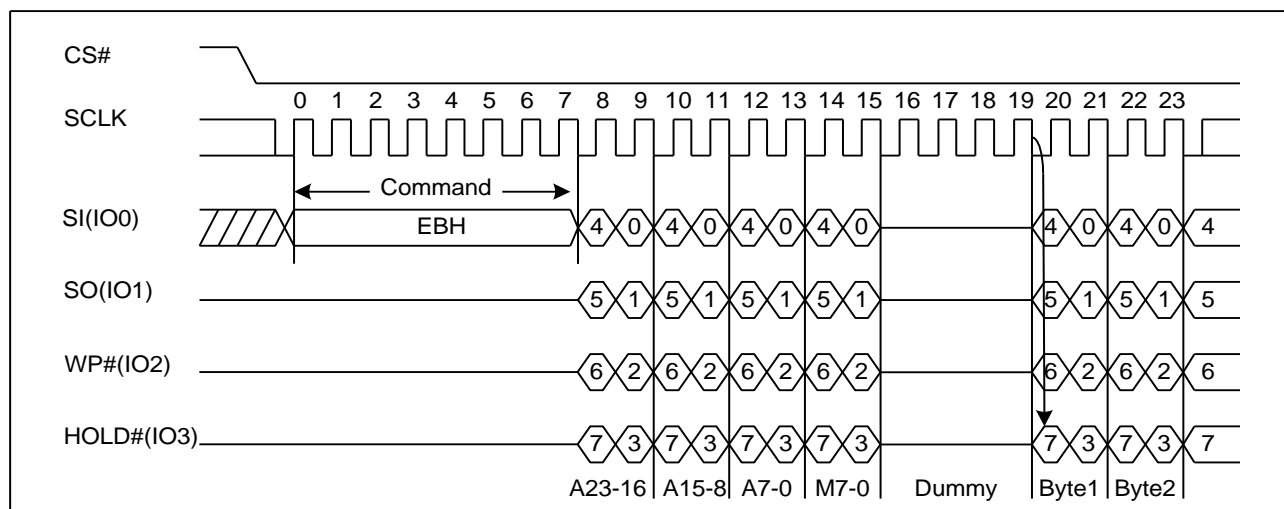 CS#
0 1 2 3 4 5 6 7 8 9 10 11 12 13 14 15 16 17 18 19 20 21 22 23
SCLK
Command
SI(IO0) EBH 4 0 4 0 4 0 4 0 4 0 4 0 4
SO(IO1) 5 1 5 1 5 1 5 1 5 1 5 1 5
WP#(IO2) 6 2 6 2 6 2 6 2 6 2 6 2 6
HOLD#(IO3) 7 3 7 3 7 3 7 3 7 3 7 3 7
A23-16 A15-8 A7-0 M7-0 Dummy Byte1 Byte2